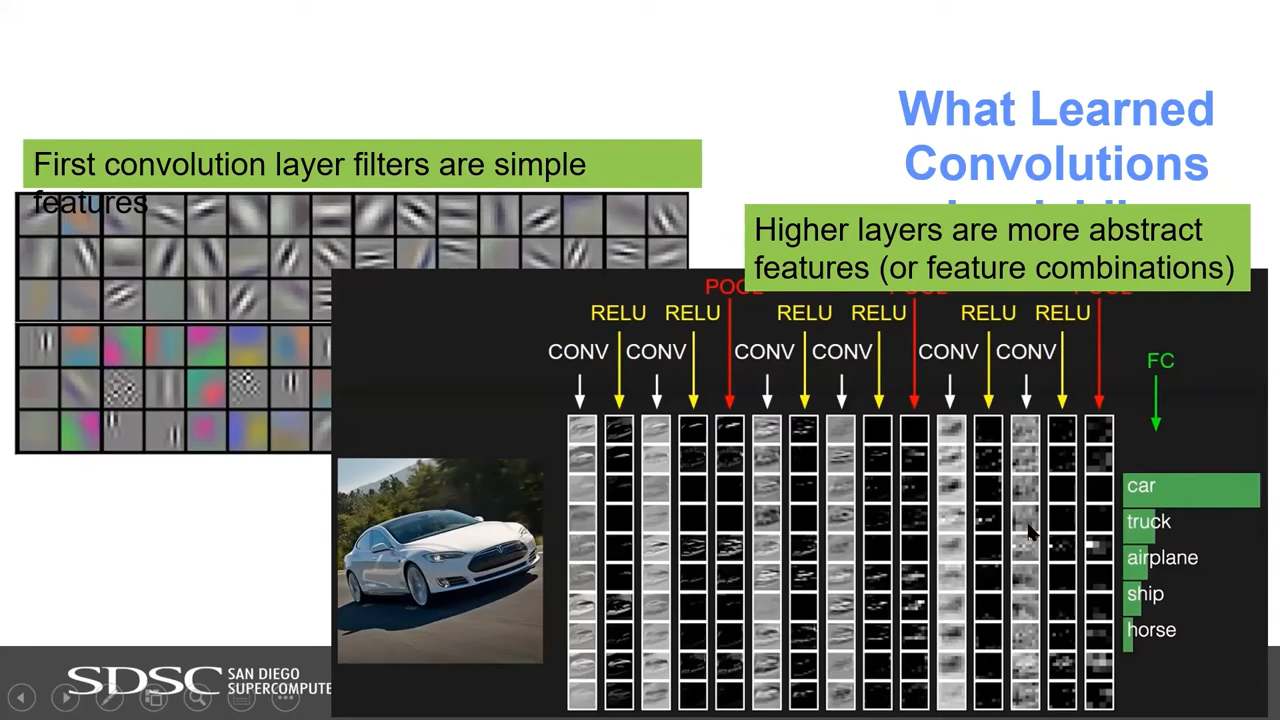 What Learned
Convolutions
First convolution layer filters are simple
features
Higher layers are more abstract
features (or feature combinations)
POOL POOL POOL
RELU RELU RELU RELU RELU RELU
CONV CONV CONV CONV CONV CONV
FC
car
truck
airplane
ship
horse
SDSC SAN DIEGO
SUPERCOMPUTE